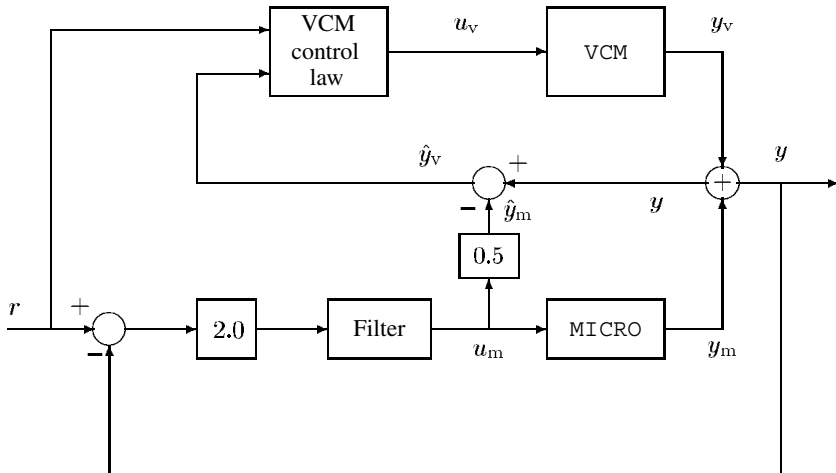 VCM
control
law
u_v
VCM
y_v
ŷ_v
+
+
y
y
−
ŷ_m
0.5
r
+
−
2.0
Filter
u_m
MICRO
y_m